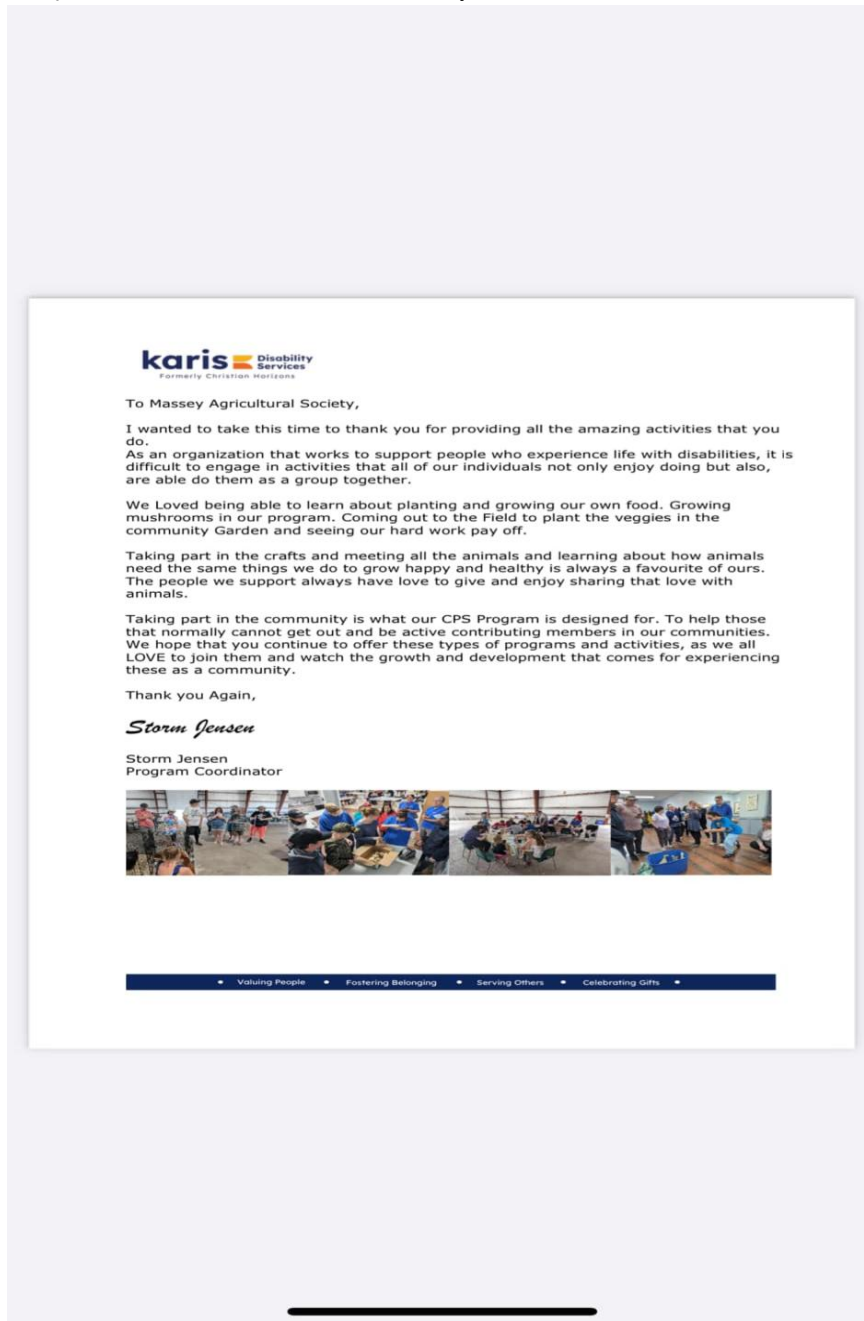 karis Disability
Services
Formerly Christian Horizons
To Massey Agricultural Society,
I wanted to take this time to thank you for providing all the amazing activities that you
do.
As an organization that works to support people who experience life with disabilities, it is
difficult to engage in activities that all of our individuals not only enjoy doing but also,
are able do them as a group together.
We Loved being able to learn about planting and growing our own food. Growing
mushrooms in our program. Coming out to the Field to plant the veggies in the
community Garden and seeing our hard work pay off.
Taking part in the crafts and meeting all the animals and learning about how animals
need the same things we do to grow happy and healthy is always a favourite of ours.
The people we support always have love to give and enjoy sharing that love with
animals.
Taking part in the community is what our CPS Program is designed for. To help those
that normally cannot get out and be active contributing members in our communities.
We hope that you continue to offer these types of programs and activities, as we all
LOVE to join them and watch the growth and development that comes for experiencing
these as a community.
Thank you Again,
Storm Jensen
Storm Jensen
Program Coordinator
• Valuing People • Fostering Belonging • Serving Others • Celebrating Gifts •